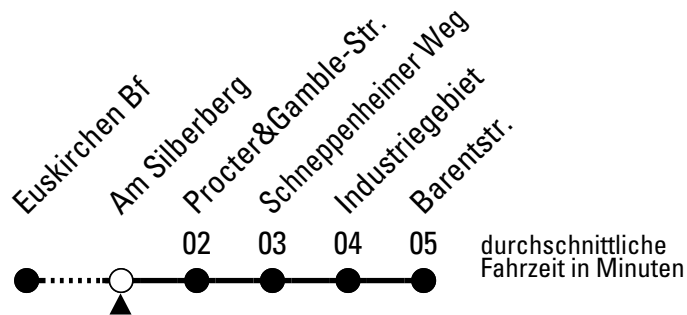 Euskirchen Bf
Am Silberberg
Procter&Gamble-Str.
Schneppenheimer Weg
Industriegebiet
Barentstr.
02 03 04 05
durchschnittliche
Fahrzeit in Minuten